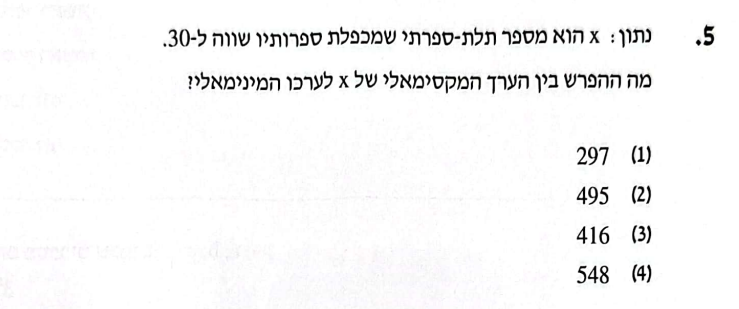 5. נתון: x הוא מספר תלת-ספרתי שמכפלת ספרותיו שווה ל-30.
מה ההפרש בין הערך המקסימאלי של x לערכו המינימאלי?
(1) 297
(2) 495
(3) 416
(4) 548